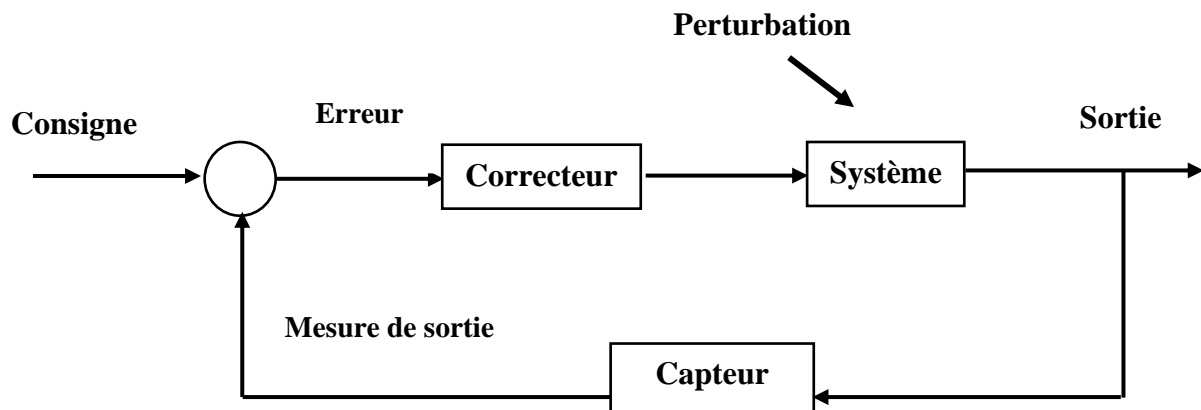 Perturbation
Consigne
Erreur
Sortie
Correcteur
Système
Mesure de sortie
Capteur